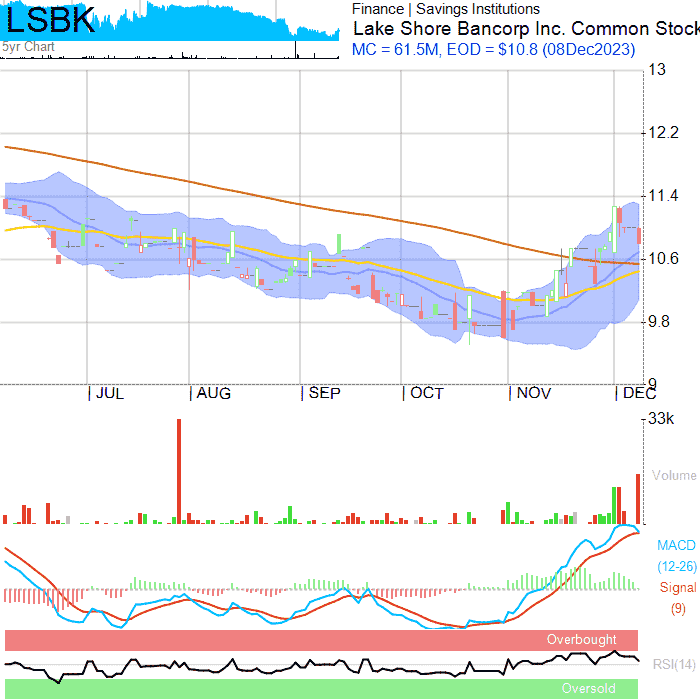 LSBK
Finance | Savings Institutions
Lake Shore Bancorp Inc. Common Stock
5yr Chart
MC = 61.5M, EOD = $10.8 (08Dec2023)
13
12.2
11.4
10.6
9.8
9
JUL AUG SEP OCT NOV DEC
33k
Volume
MACD
(12-26)
Signal
(9)
Overbought
RSI(14)
Oversold